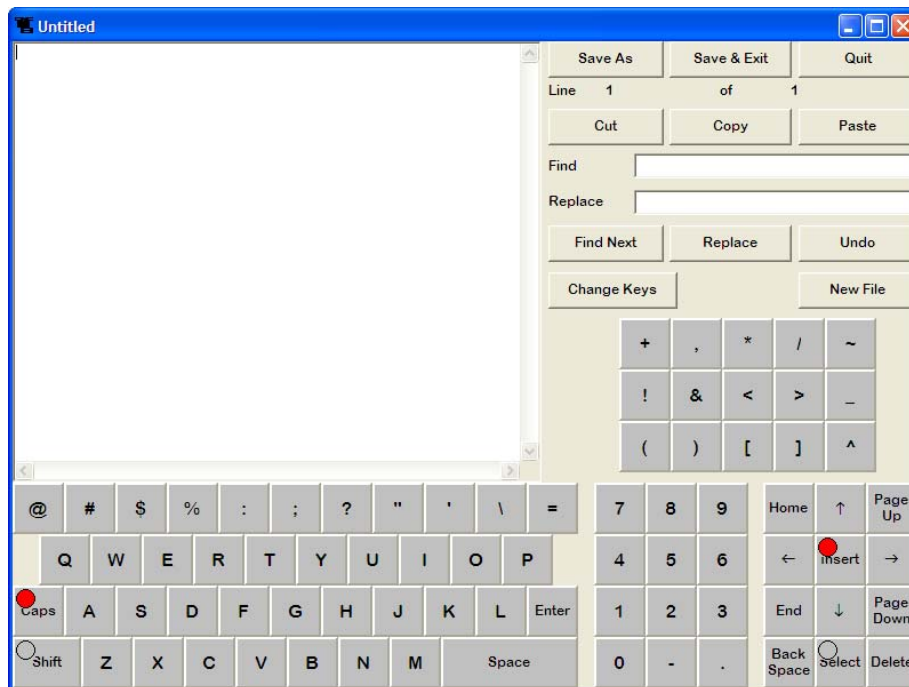 Untitled
Save As Save & Exit Quit
Line 1 of 1
Cut Copy Paste
Find
Replace
Find Next Replace Undo
Change Keys New File
+ , * / ~
! & < > _
( ) [ ] ^
@ # $ % : ; ? " ' \ = 7 8 9 Home ↑ Page Up
Q W E R T Y U I O P 4 5 6 ← Insert →
Caps A S D F G H J K L Enter 1 2 3 End ↓ Page Down
Shift Z X C V B N M Space 0 - . Back Space Select Delete